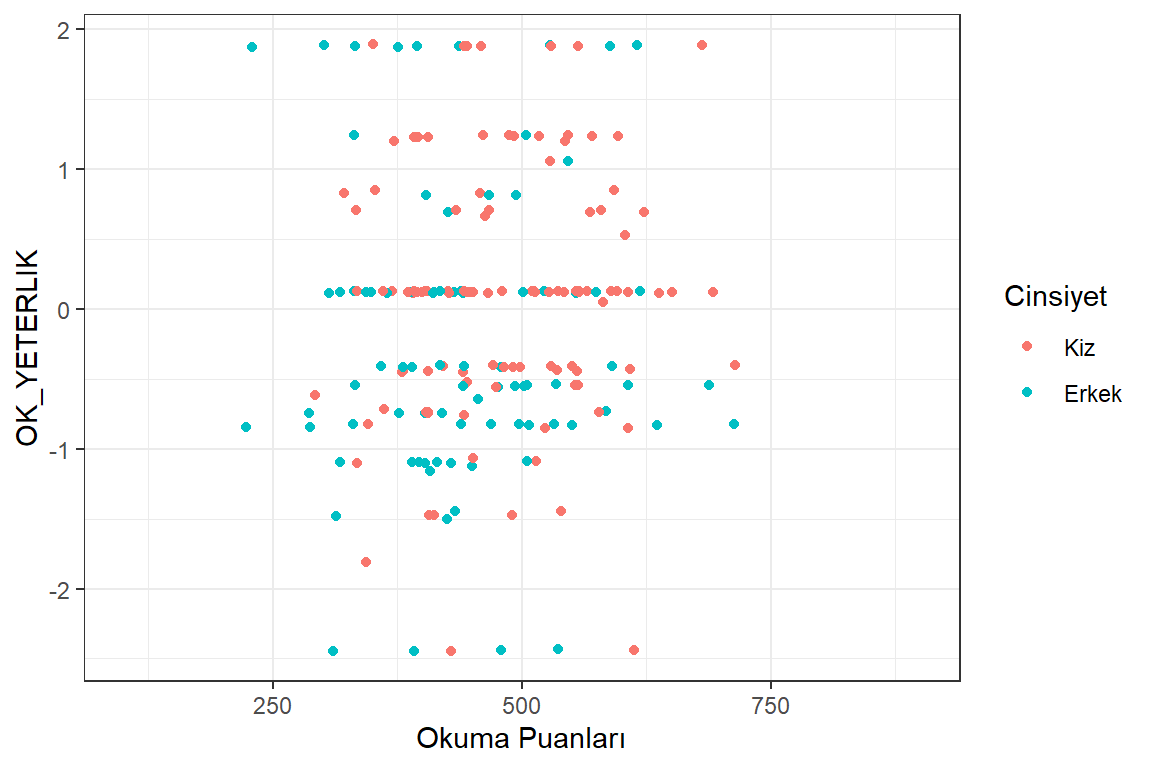 OK_YETERLIK
2
1
0
-1
-2
250 500 750
Okuma Puanları
Cinsiyet
Kiz
Erkek